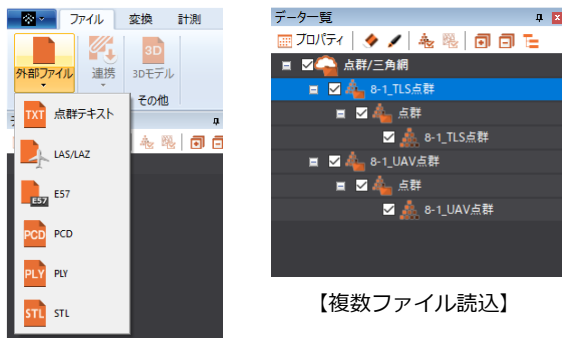 ファイル 変換 計測
外部ファイル 連携 3Dモデル
3D
その他
TXT 点群テキスト
LAS/LAZ
E57 E57
PCD PCD
PLY PLY
STL STL
データ一覧
プロパティ
点群/三角網
8-1_TLS点群
点群
8-1_TLS点群
8-1_UAV点群
点群
8-1_UAV点群
【複数ファイル読込】